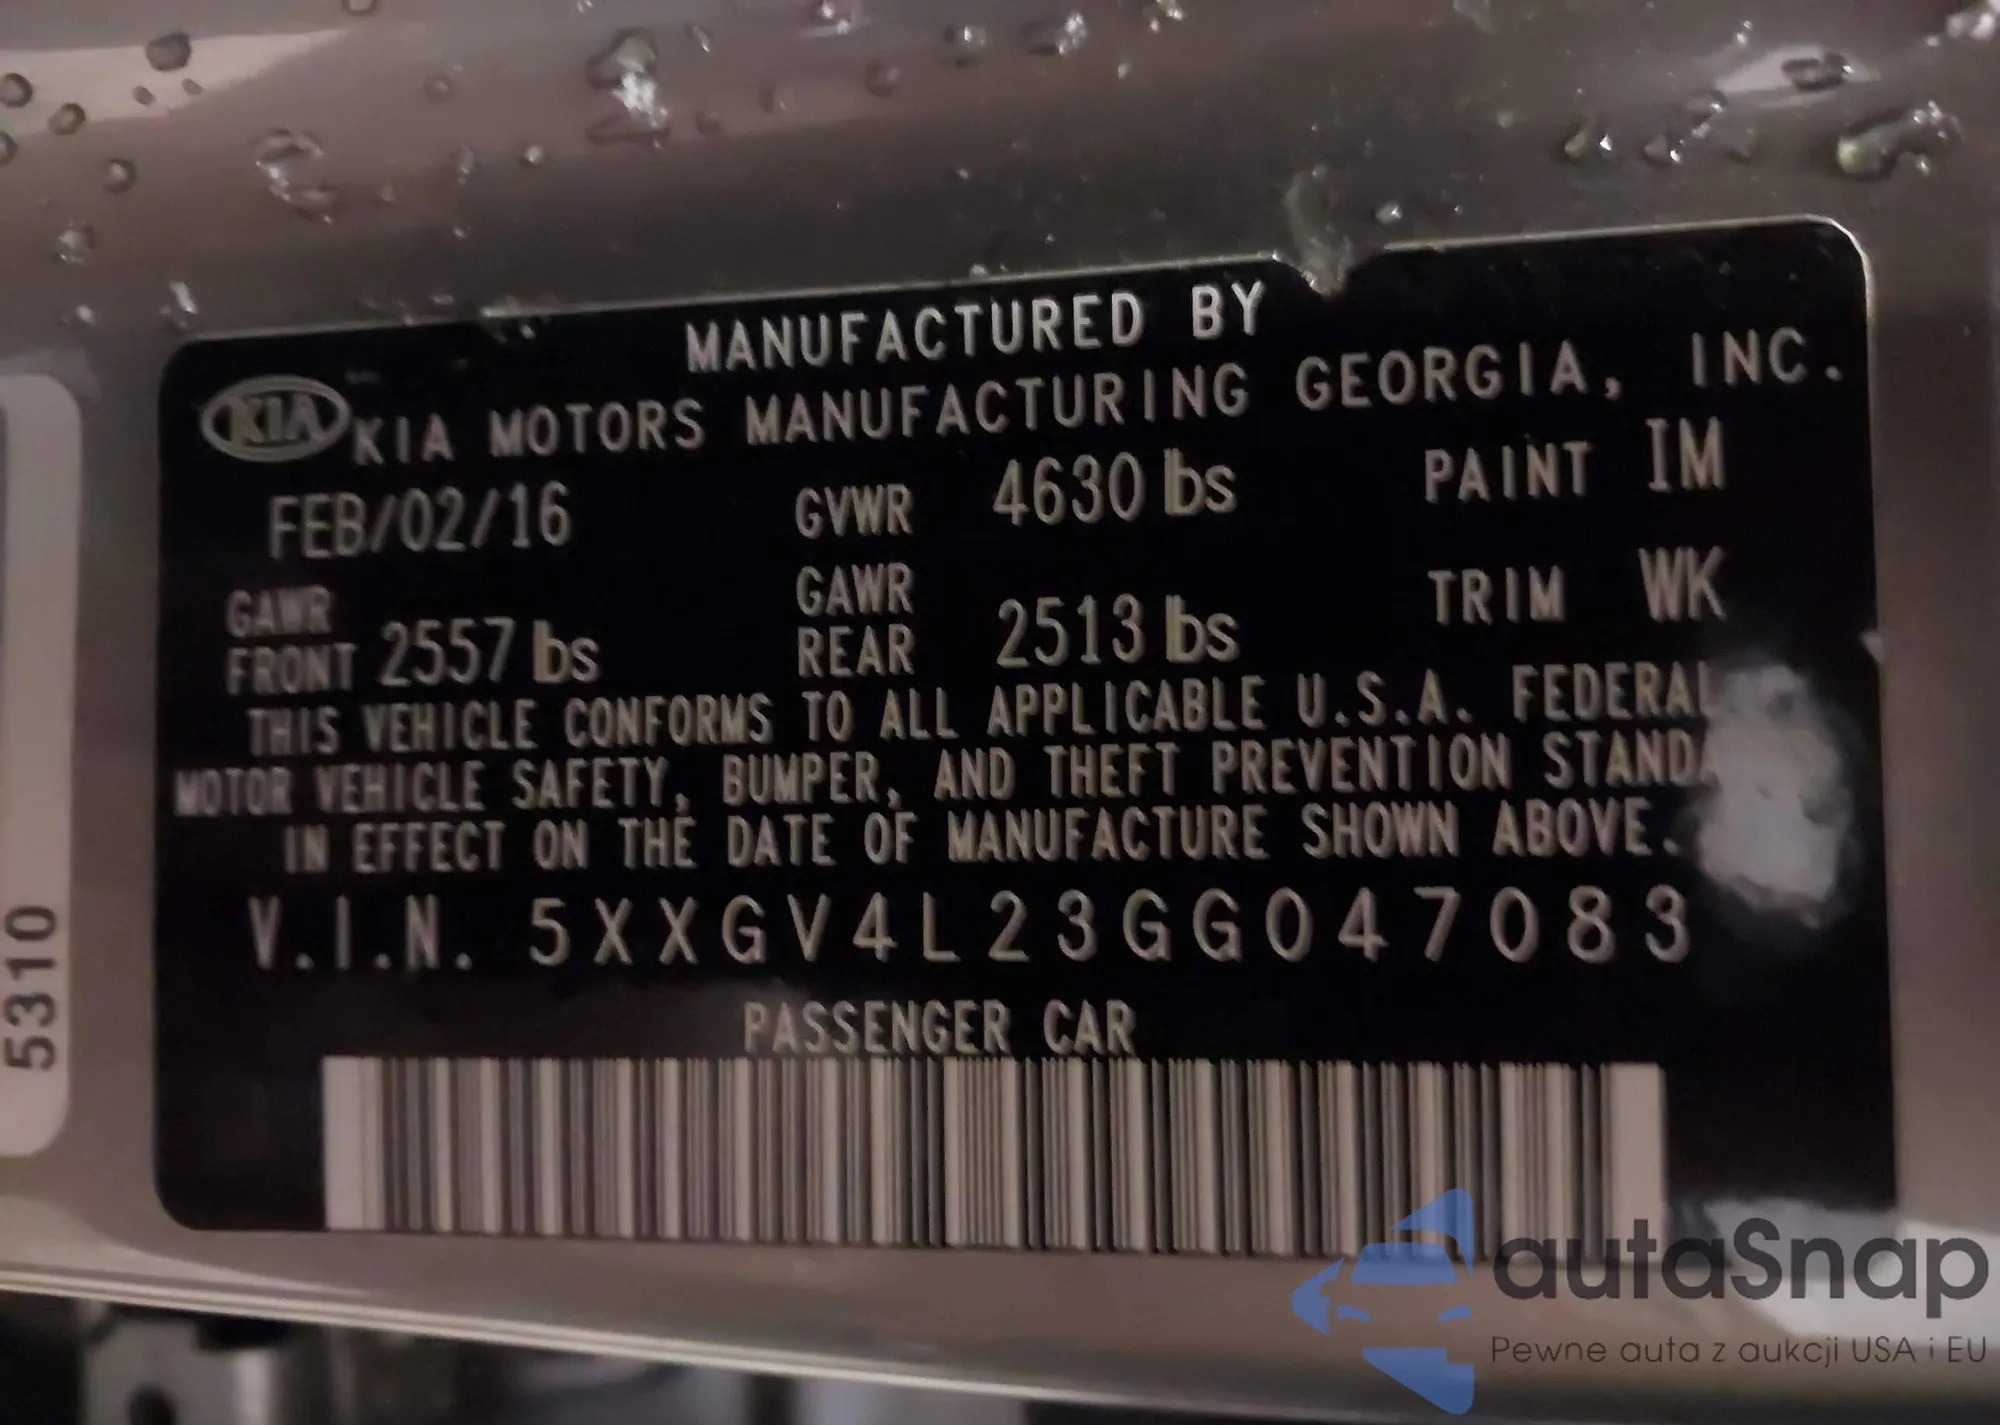 MANUFACTURED BY
KIA KIA MOTORS MANUFACTURING GEORGIA, INC.
FEB/02/16 GVWR 4630 lbs PAINT IM
GAWR FRONT 2557 lbs GAWR REAR 2513 lbs TRIM WK
THIS VEHICLE CONFORMS TO ALL APPLICABLE U.S.A. FEDERAL
MOTOR VEHICLE SAFETY, BUMPER, AND THEFT PREVENTION
IN EFFECT ON THE DATE OF MANUFACTURE SHOWN ABOVE.
V.I.N. 5XXGV4L23GG047083
PASSENGER CAR
5310
autaSnap
Pewne auta z aukcji USA i EU